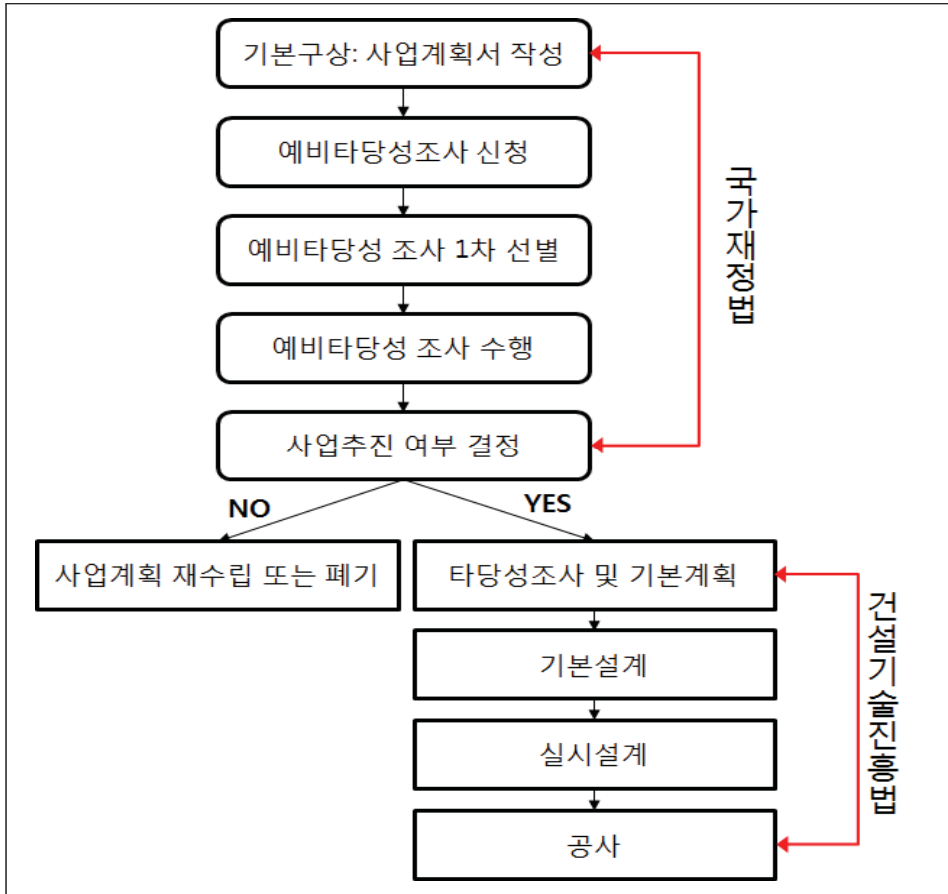 기본구상: 사업계획서 작성
예비타당성조사 신청
예비타당성 조사 1차 선별
예비타당성 조사 수행
사업추진 여부 결정
국가재정법
NO
YES
사업계획 재수립 또는 폐기
타당성조사 및 기본계획
기본설계
실시설계
공사
건설기술진흥법